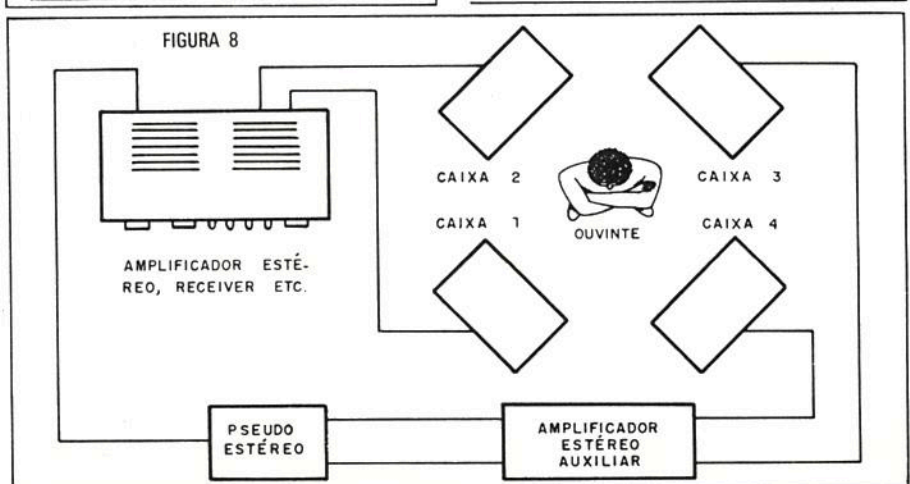 FIGURA 8
CAIXA 2
CAIXA 3
OUVINTE
CAIXA 1
CAIXA 4
AMPLIFICADOR ESTÉ-
REO, RECEIVER ETC.
PSEUDO
ESTÉREO
AMPLIFICADOR
ESTÉREO
AUXILIAR